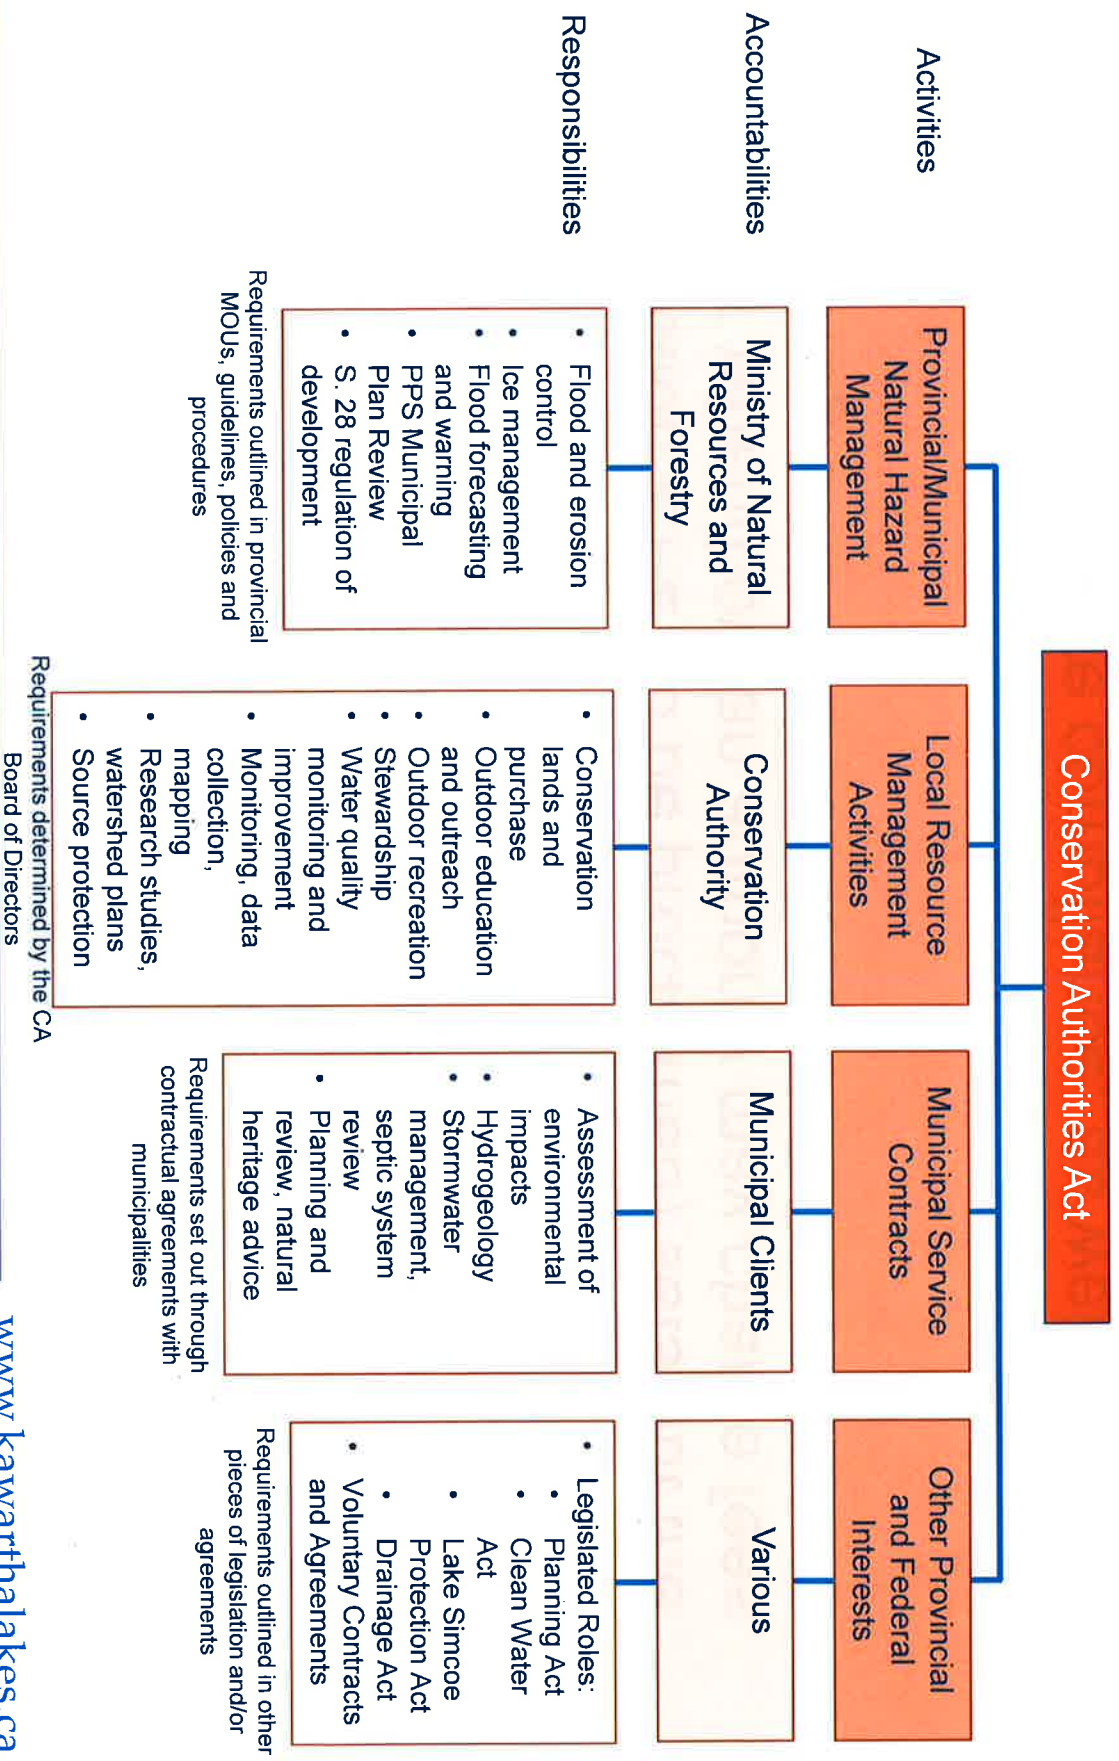 Conservation Authorities Act
Activities
Provincial/Municipal
Natural Hazard
Management
Local Resource
Management
Activities
Municipal Service
Contracts
Other Provincial
and Federal
Interests
Accountabilities
Ministry of Natural
Resources and
Forestry
Conservation
Authority
Municipal Clients
Various
Responsibilities
• Flood and erosion
control
• Ice management
• Flood forecasting
and warning
• PPS Municipal
Plan Review
• S. 28 regulation of
development
Requirements outlined in provincial
MOUs, guidelines, policies and
procedures
• Conservation
lands and
purchase
• Outdoor education
and outreach
• Outdoor recreation
• Stewardship
• Water quality
monitoring and
improvement
• Monitoring, data
collection,
mapping
• Research studies,
watershed plans
• Source protection
Requirements determined by the CA
Board of Directors
• Assessment of
environmental
impacts
• Hydrogeology
• Stormwater
management,
septic system
review
• Planning and
review, natural
heritage advice
Requirements set out through
contractual agreements with
municipalities
• Legislated Roles:
• Planning Act
• Clean Water
Act
• Lake Simcoe
Protection Act
• Drainage Act
• Voluntary Contracts
and Agreements
Requirements outlined in other
pieces of legislation and/or
agreements
www.kawarthalakes.ca